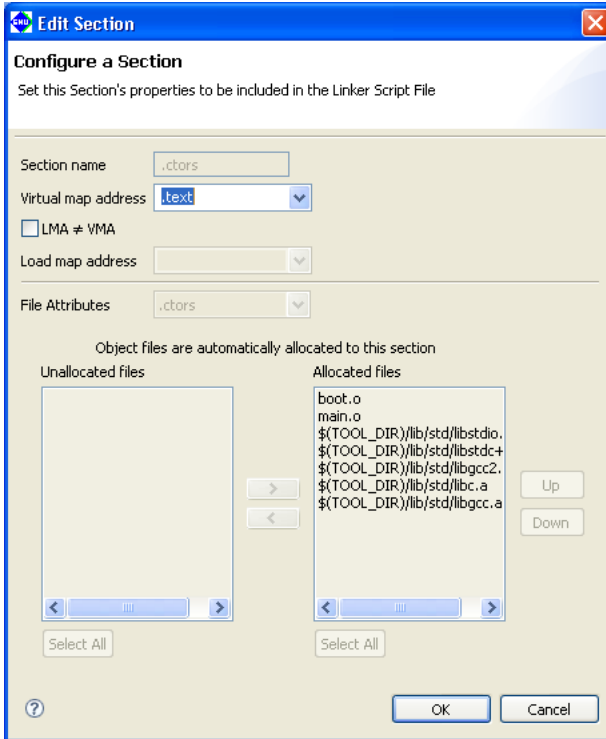 GNU Edit Section
Configure a Section
Set this Section's properties to be included in the Linker Script File
Section name .ctors
Virtual map address .text
LMA ≠ VMA
Load map address
File Attributes .ctors
Object files are automatically allocated to this section
Unallocated files Allocated files
boot.o
main.o
$(TOOL_DIR)/lib/std/libstdio.
$(TOOL_DIR)/lib/std/libstdc+
$(TOOL_DIR)/lib/std/libgcc2.
$(TOOL_DIR)/lib/std/libc.a
$(TOOL_DIR)/lib/std/libgcc.a
> Up
< Down
Select All Select All
? OK Cancel